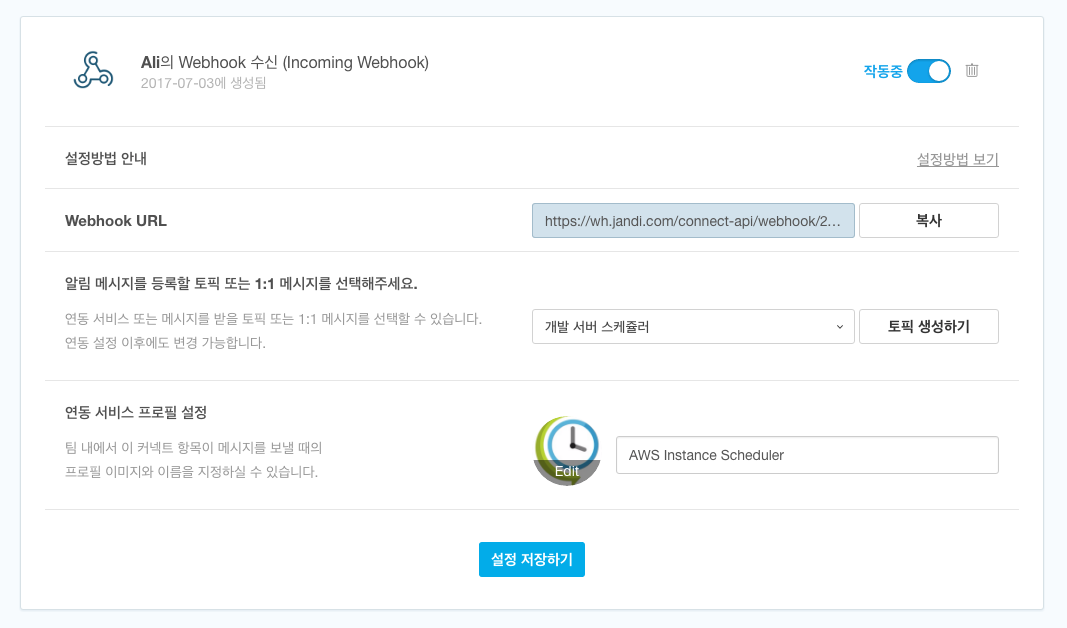 Ali의 Webhook 수신 (Incoming Webhook)
2017-07-03에 생성됨
작동중
설정방법 안내
설정방법 보기
Webhook URL
https://wh.jandi.com/connect-api/webhook/2...
복사
알림 메시지를 등록할 토픽 또는 1:1 메시지를 선택해주세요.
연동 서비스 또는 메시지를 받을 토픽 또는 1:1 메시지를 선택할 수 있습니다.
연동 설정 이후에도 변경 가능합니다.
개발 서버 스케쥴러
토픽 생성하기
연동 서비스 프로필 설정
팀 내에서 이 커넥트 항목이 메시지를 보낼 때의
프로필 이미지와 이름을 지정하실 수 있습니다.
Edit
AWS Instance Scheduler
설정 저장하기